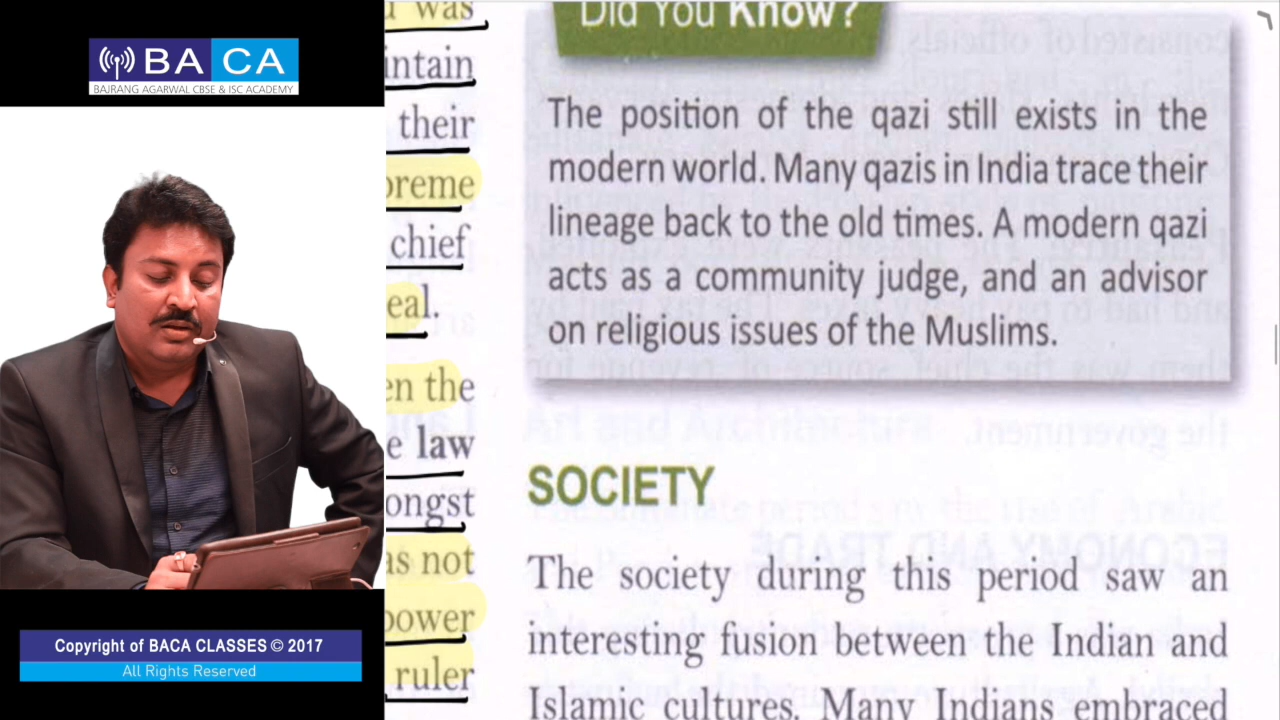 BACA
BAJRANG AGARWAL CBSE & ISC ACADEMY
Copyright of BACA CLASSES © 2017
All Rights Reserved
was
intain
their
preme
chief
eal.
en the
e law
ongst
as not
power
ruler
Did You Know?
The position of the qazi still exists in the
modern world. Many qazis in India trace their
lineage back to the old times. A modern qazi
acts as a community judge, and an advisor
on religious issues of the Muslims.
SOCIETY
The society during this period saw an
interesting fusion between the Indian and
Islamic cultures. Many Indians embraced